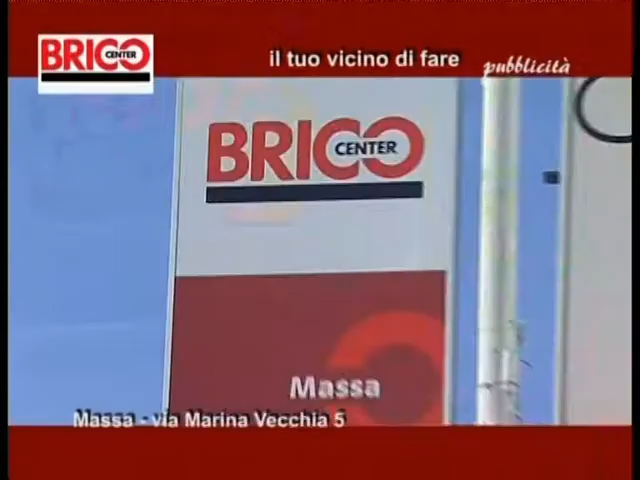 BRICO
CENTER
il tuo vicino di fare
pubblicità
BRICO
CENTER
Massa
Massa - via Marina Vecchia 5